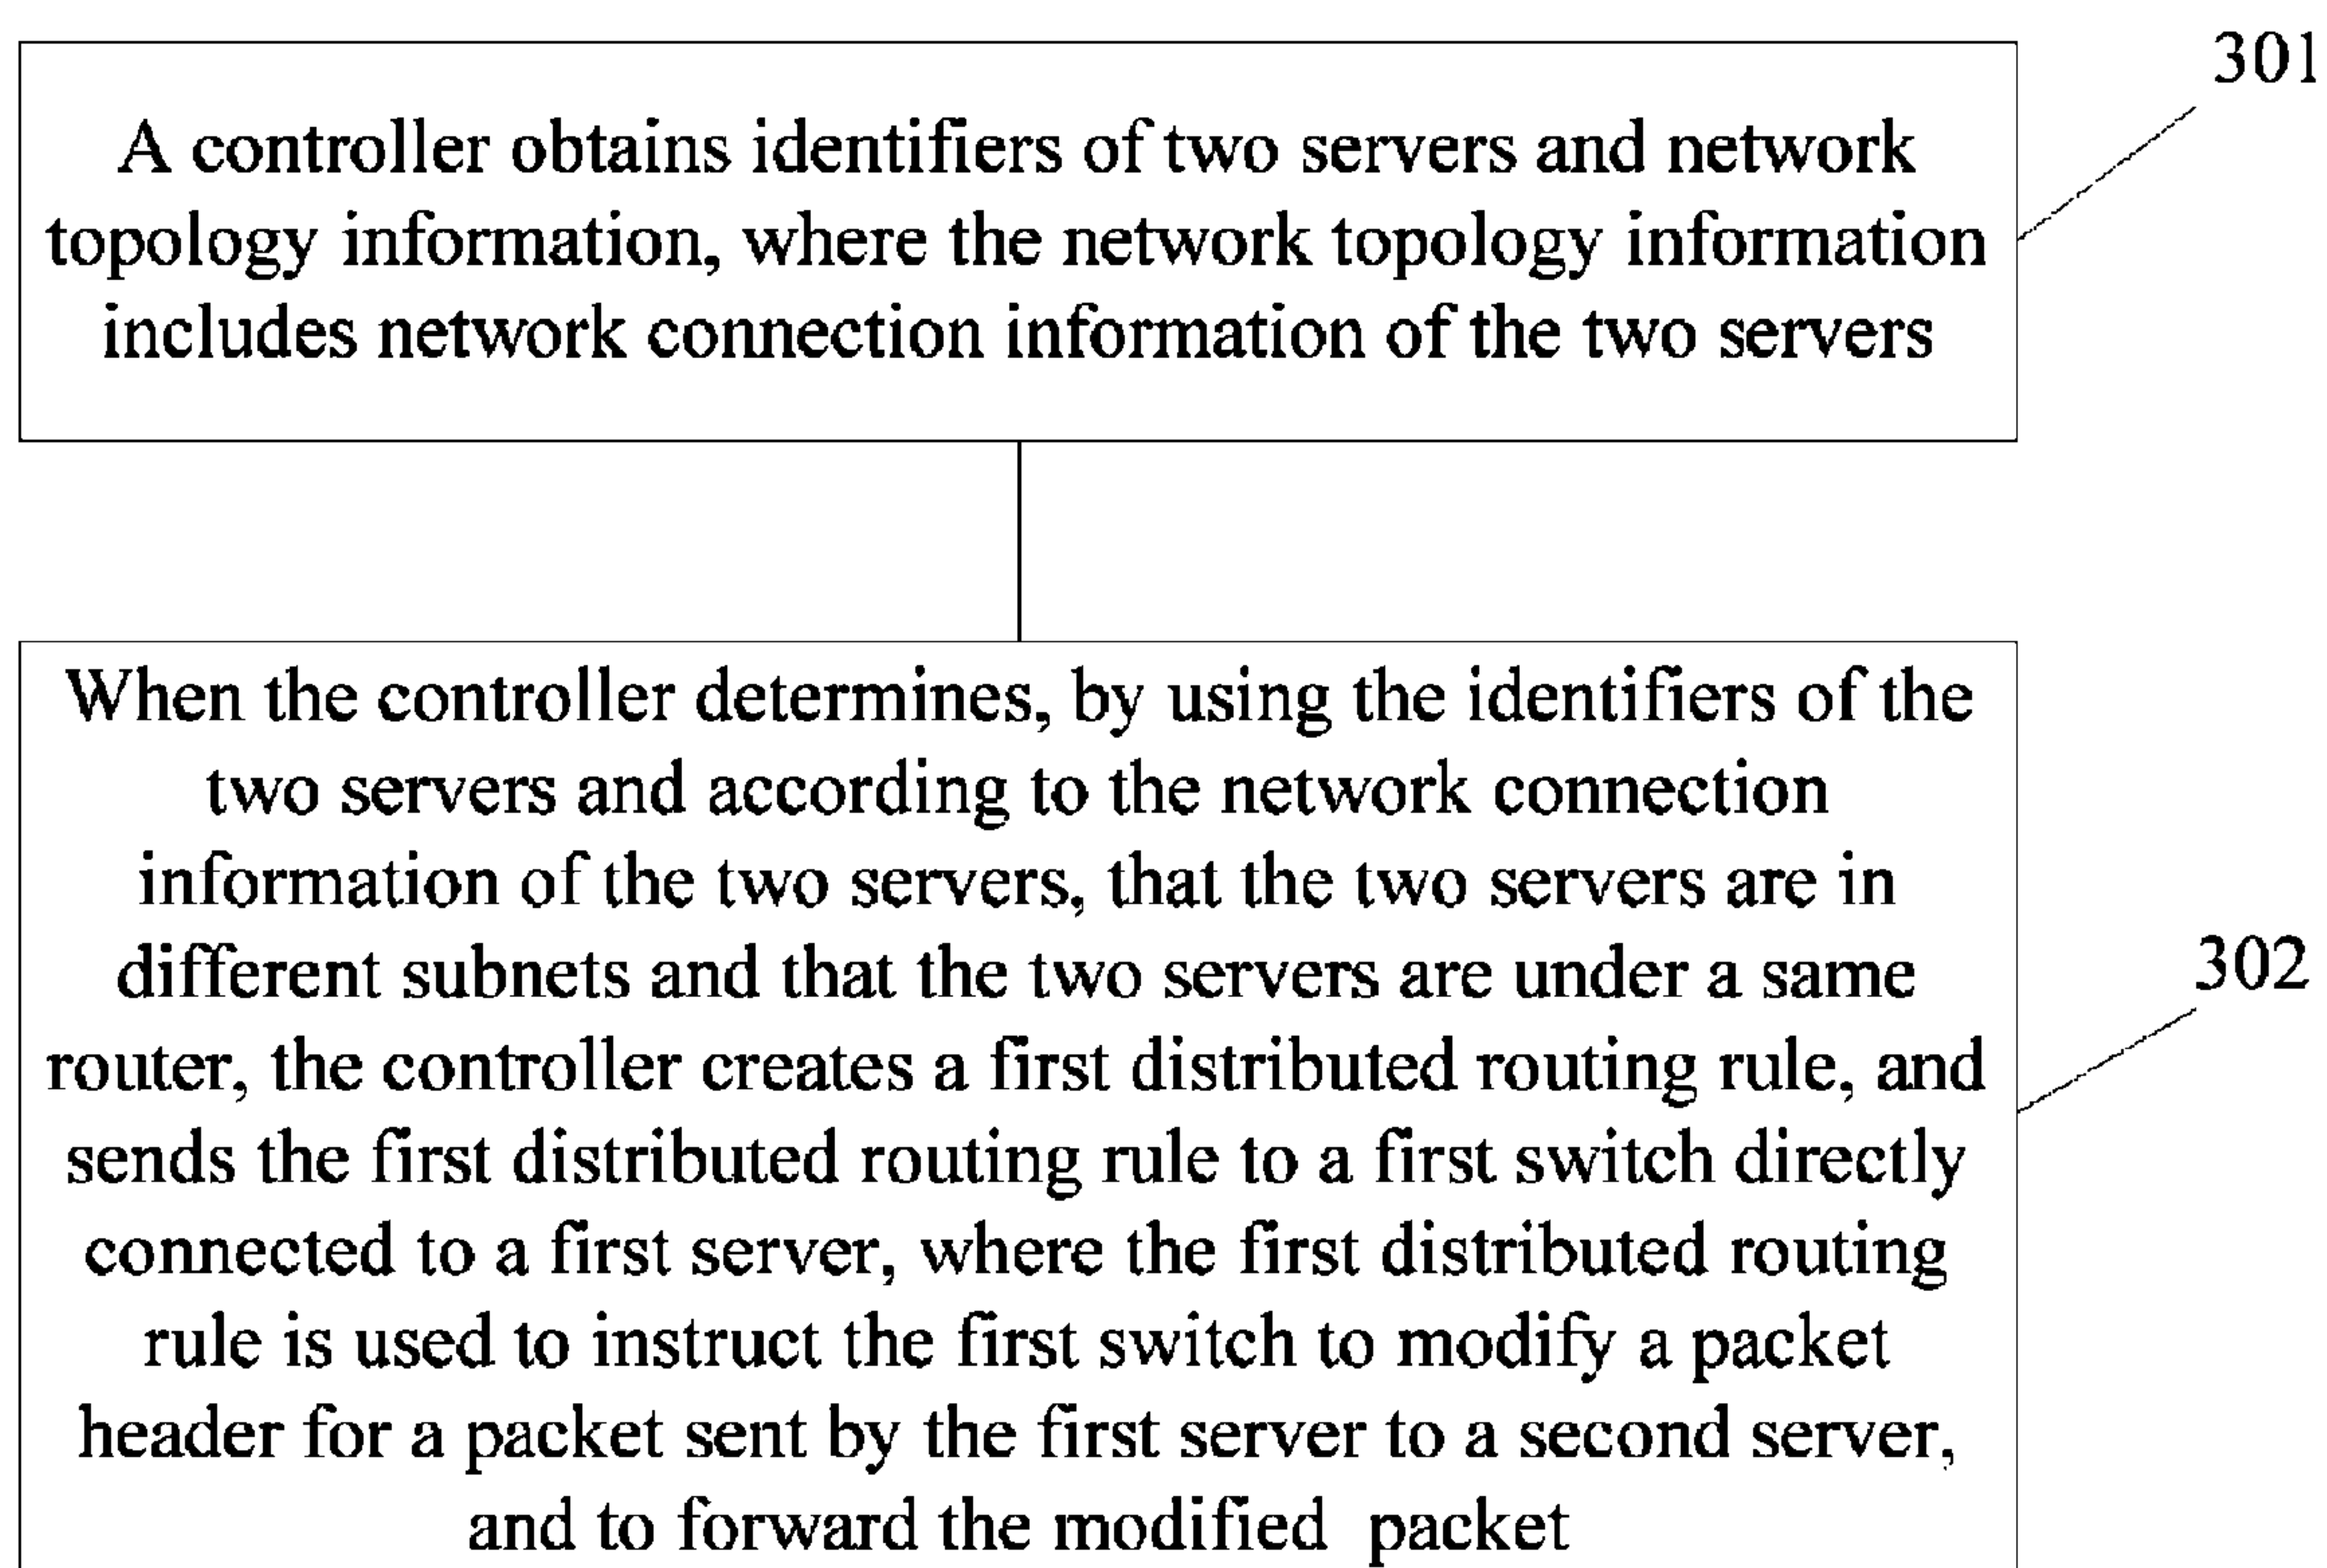 301
A controller obtains identifiers of two servers and network
topology information, where the network topology information
includes network connection information of the two servers
When the controller determines, by using the identifiers of the
two servers and according to the network connection
information of the two servers, that the two servers are in
different subnets and that the two servers are under a same
router, the controller creates a first distributed routing rule, and
sends the first distributed routing rule to a first switch directly
connected to a first server, where the first distributed routing
rule is used to instruct the first switch to modify a packet
header for a packet sent by the first server to a second server,
and to forward the modified packet
302